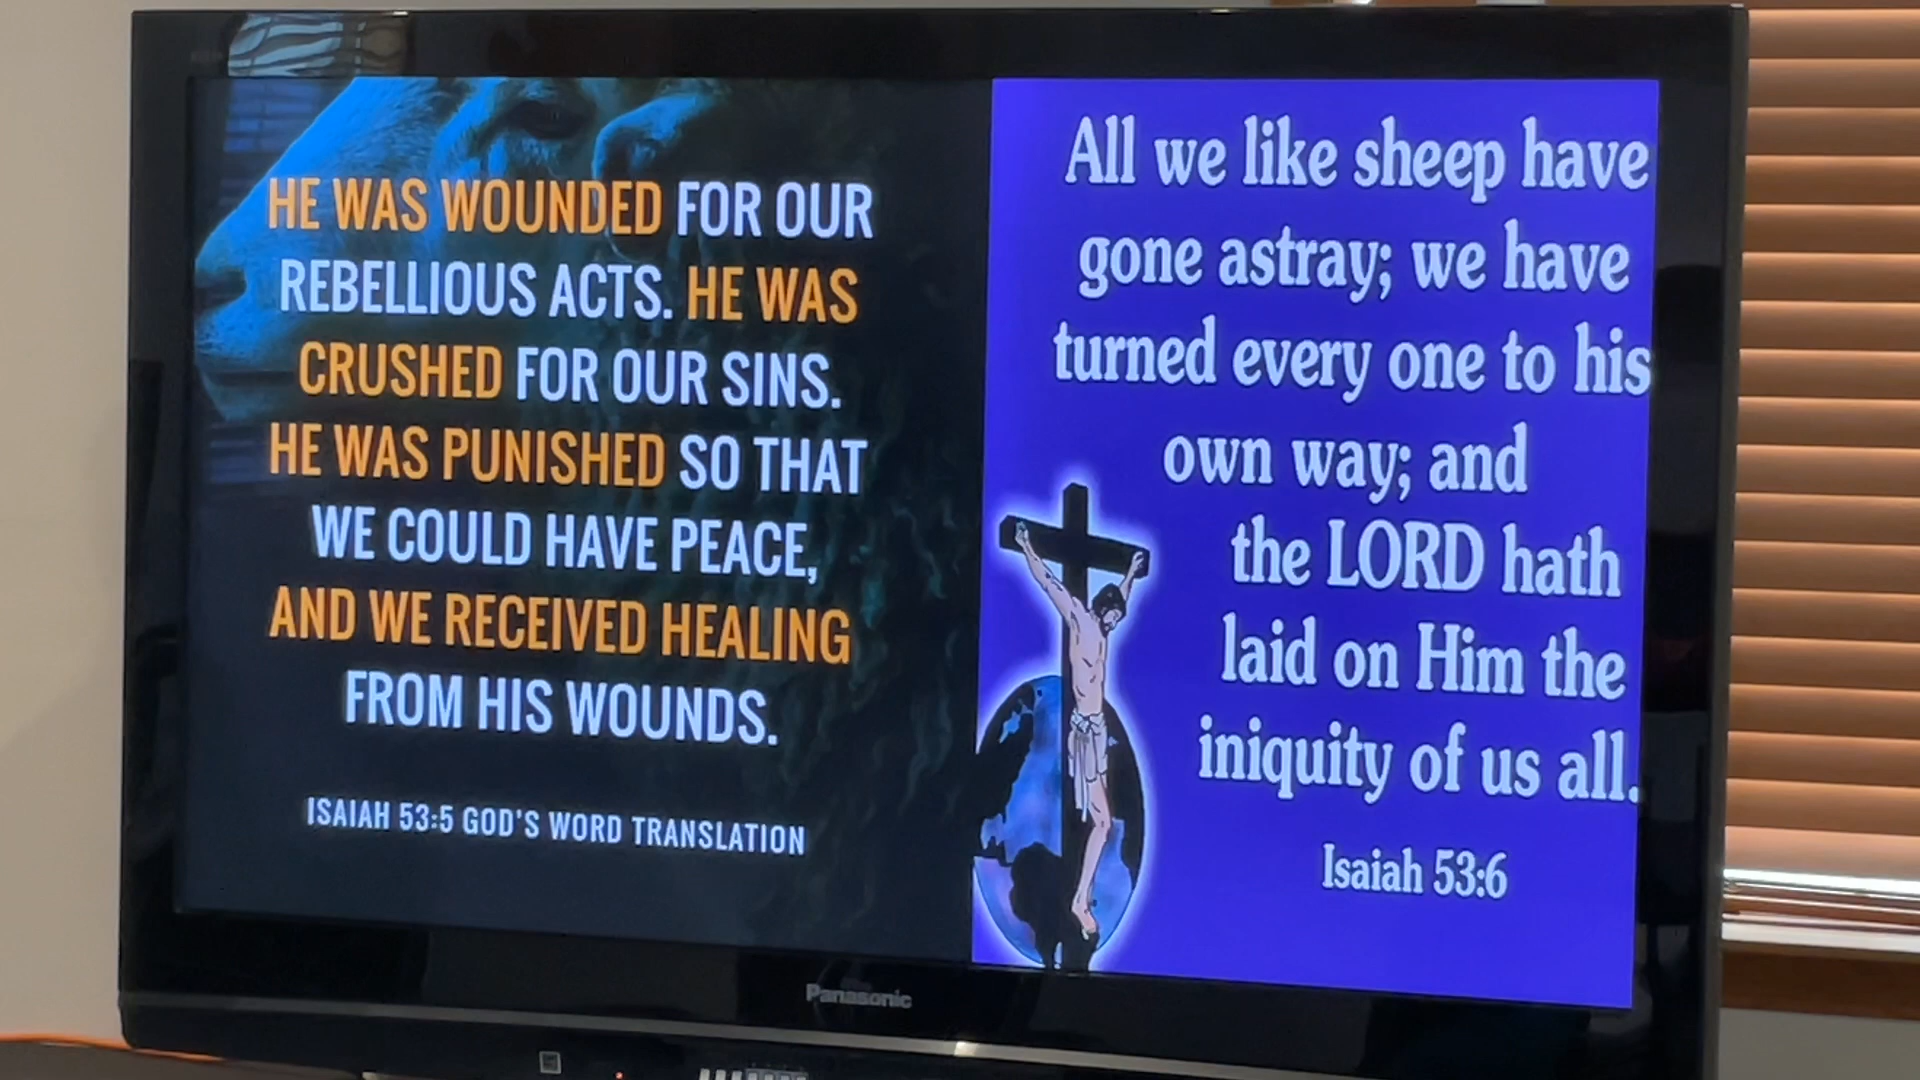 HE WAS WOUNDED FOR OUR
REBELLIOUS ACTS. HE WAS
CRUSHED FOR OUR SINS.
HE WAS PUNISHED SO THAT
WE COULD HAVE PEACE,
AND WE RECEIVED HEALING
FROM HIS WOUNDS.
ISAIAH 53:5 GOD'S WORD TRANSLATION
All we like sheep have
gone astray; we have
turned every one to his
own way; and
the LORD hath
laid on Him the
iniquity of us all.
Isaiah 53:6
Panasonic